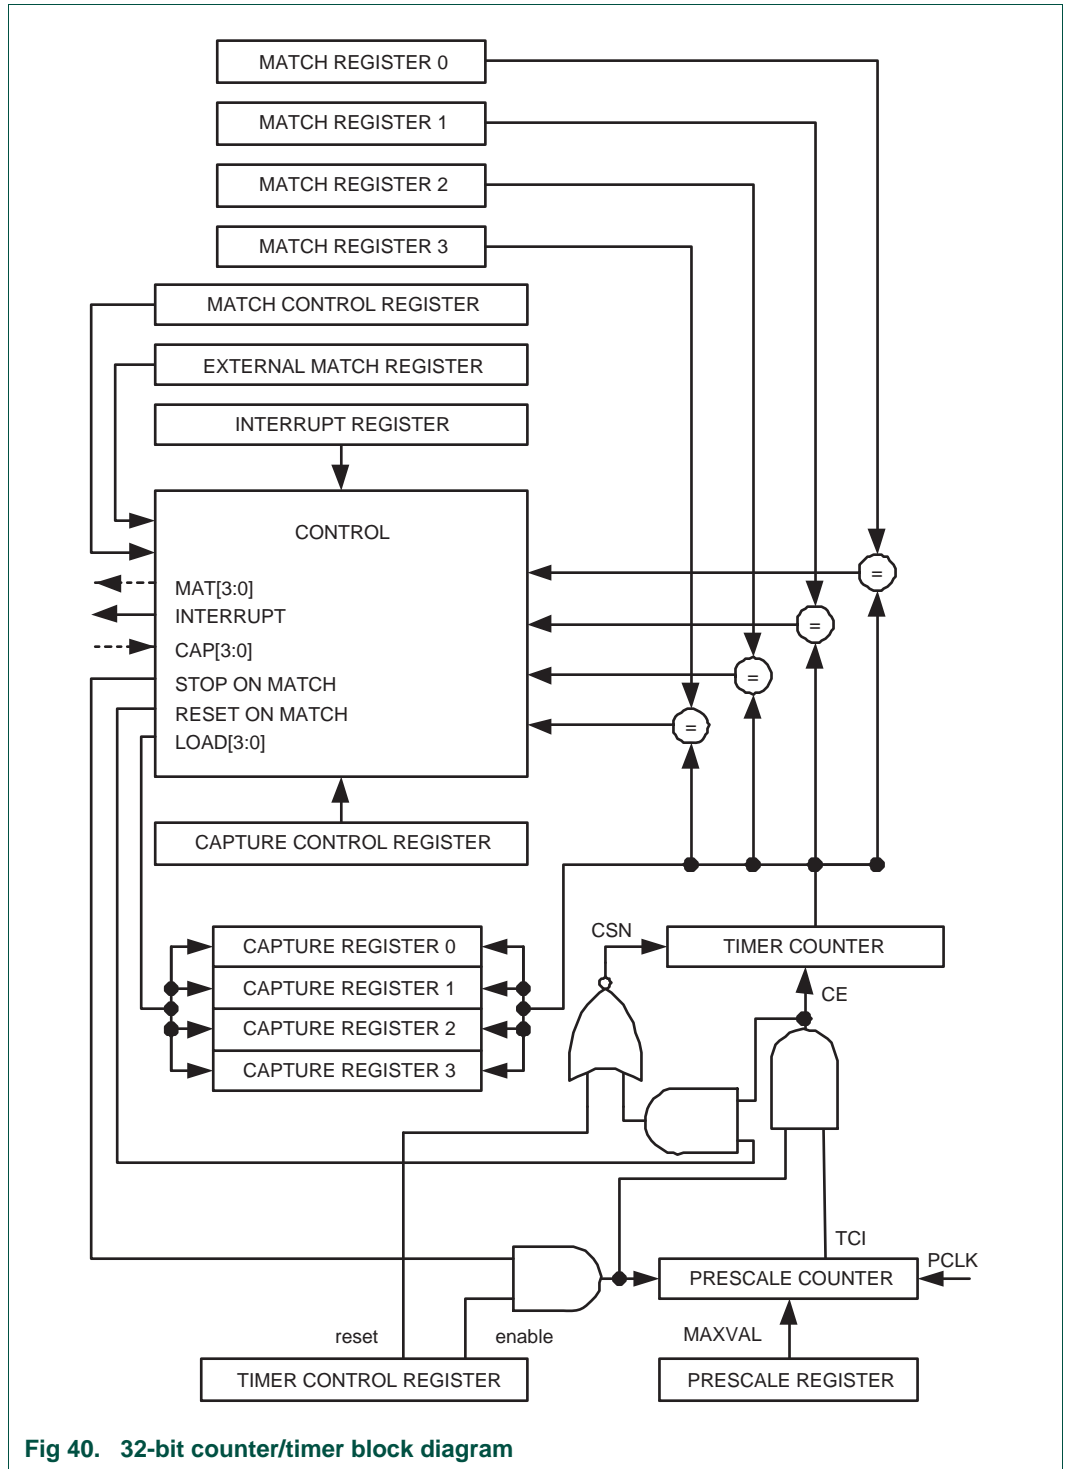 MATCH REGISTER 0
MATCH REGISTER 1
MATCH REGISTER 2
MATCH REGISTER 3
MATCH CONTROL REGISTER
EXTERNAL MATCH REGISTER
INTERRUPT REGISTER
CONTROL
MAT[3:0]
INTERRUPT
CAP[3:0]
STOP ON MATCH
RESET ON MATCH
LOAD[3:0]
=
=
=
=
CAPTURE CONTROL REGISTER
CAPTURE REGISTER 0
CAPTURE REGISTER 1
CAPTURE REGISTER 2
CAPTURE REGISTER 3
CSN
TIMER COUNTER
CE
TCI
PCLK
PRESCALE COUNTER
reset
enable
MAXVAL
TIMER CONTROL REGISTER
PRESCALE REGISTER
Fig 40. 32-bit counter/timer block diagram